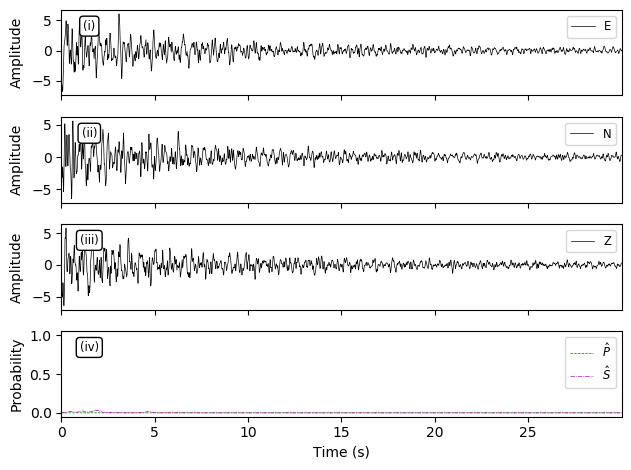 Amplitude
5
0
−5
(i)
E
Amplitude
5
0
−5
(ii)
N
Amplitude
5
0
−5
(iii)
Z
Probability
1.0
0.5
0.0
(iv)
P̂
Ŝ
0 5 10 15 20 25
Time (s)